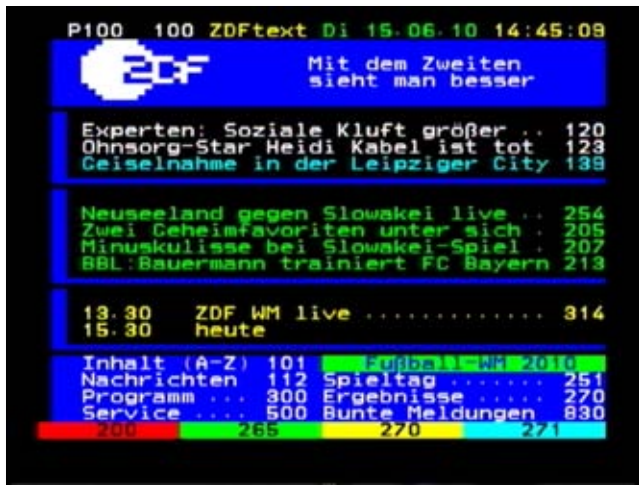 P100 100 ZDFtext Di 15.06.10 14:45:09
ZDF
Mit dem Zweiten
sieht man besser
Experten: Soziale Kluft größer .. 120
Ohnsorg-Star Heidi Kabel ist tot 123
Geiselnahme in der Leipziger City 139
Neuseeland gegen Slowakei live .. 254
Zwei Geheimfavoriten unter sich . 205
Minuskulisse bei Slowakei-Spiel . 207
BBL:Bauermann trainiert FC Bayern 213
13.30 ZDF WM live ............. 314
15.30 heute
Inhalt (A-Z) 101 Fußball-WM 2010
Nachrichten 112 Spieltag ....... 251
Programm ... 300 Ergebnisse ..... 270
Service .... 500 Bunte Meldungen 830
200 265 270 271